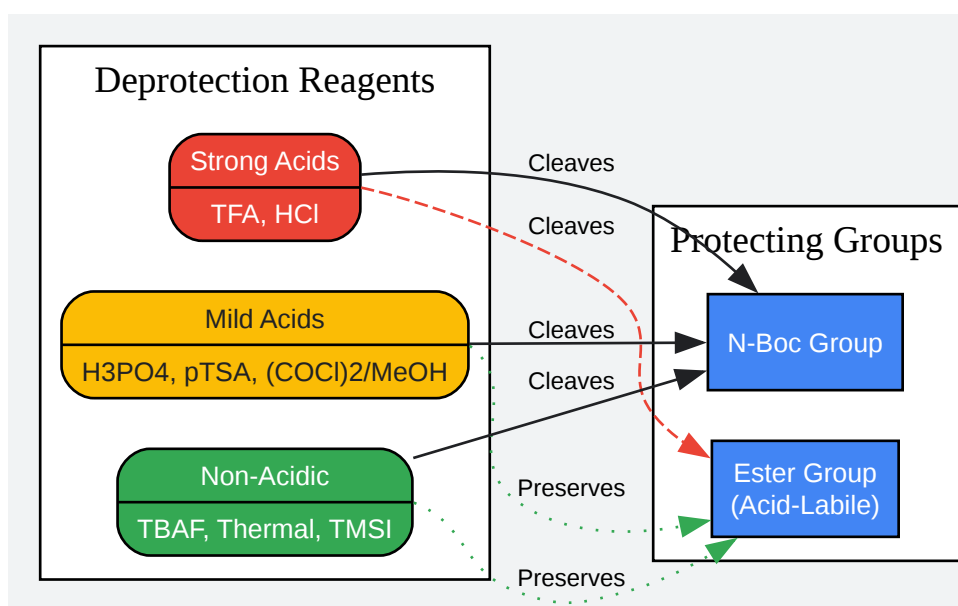 Deprotection Reagents
Strong Acids
TFA, HCl
Mild Acids
H3PO4, pTSA, (COCl)2/MeOH
Non-Acidic
TBAF, Thermal, TMSI
Cleaves
Cleaves
Cleaves
Cleaves
Preserves
Preserves
Protecting Groups
N-Boc Group
Ester Group
(Acid-Labile)